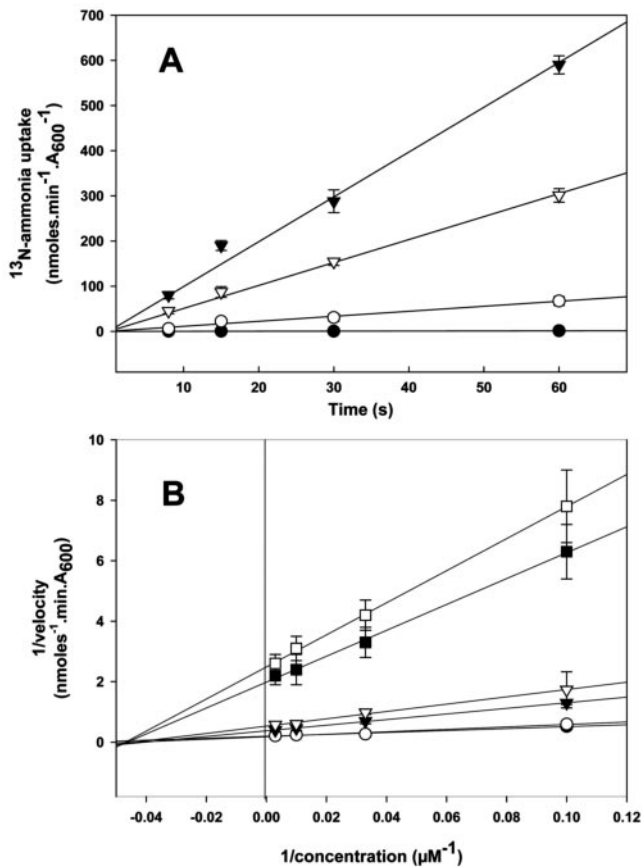 A
700
600
500
400
300
200
100
0
¹³N-ammonia uptake
(nmoles.min⁻¹.A₆₀₀⁻¹)
10 20 30 40 50 60
Time (s)
B
10
8
6
4
2
0
1/velocity
(nmoles⁻¹.min.A₆₀₀)
-0.04 -0.02 0.00 0.02 0.04 0.06 0.08 0.10 0.12
1/concentration (µM⁻¹)